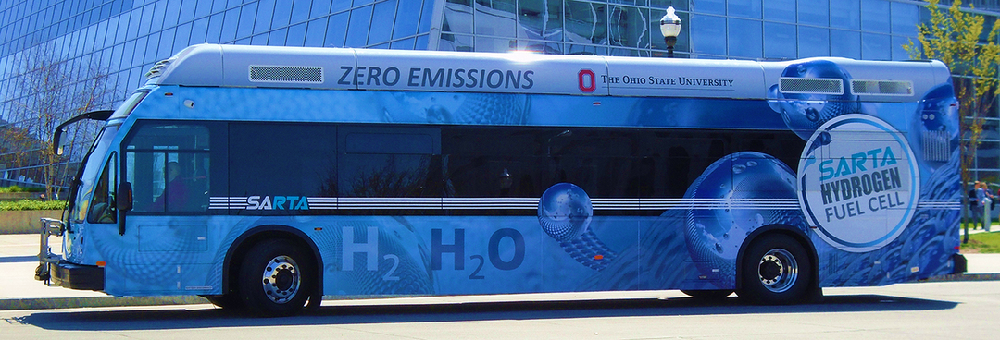 ZERO EMISSIONS
THE OHIO STATE UNIVERSITY
SARTA
HYDROGEN
FUEL CELL
SARTA
H₂ H₂O